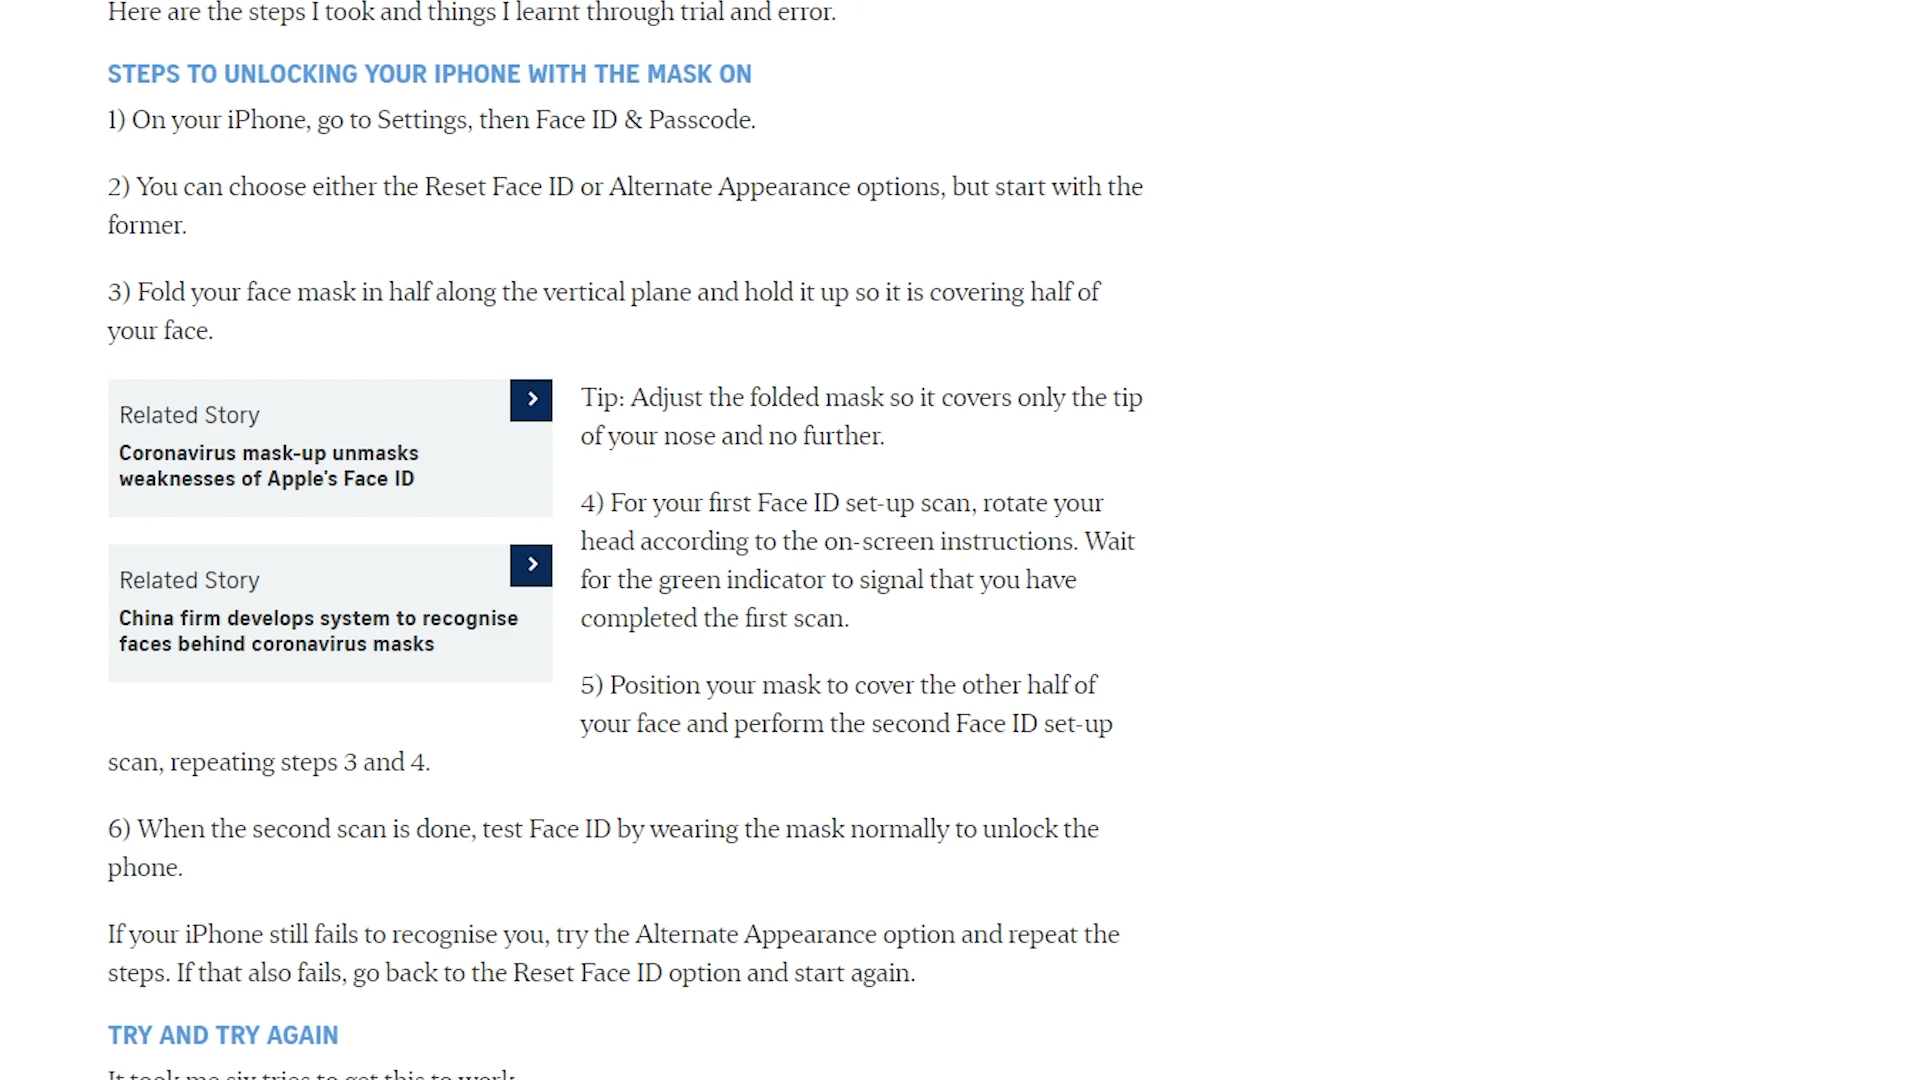 Here are the steps I took and things I learnt through trial and error.
STEPS TO UNLOCKING YOUR IPHONE WITH THE MASK ON
1) On your iPhone, go to Settings, then Face ID & Passcode.
2) You can choose either the Reset Face ID or Alternate Appearance options, but start with the
former.
3) Fold your face mask in half along the vertical plane and hold it up so it is covering half of
your face.
Related Story
Coronavirus mask-up unmasks
weaknesses of Apple's Face ID
Related Story
China firm develops system to recognise
faces behind coronavirus masks
Tip: Adjust the folded mask so it covers only the tip
of your nose and no further.
4) For your first Face ID set-up scan, rotate your
head according to the on-screen instructions. Wait
for the green indicator to signal that you have
completed the first scan.
5) Position your mask to cover the other half of
your face and perform the second Face ID set-up
scan, repeating steps 3 and 4.
6) When the second scan is done, test Face ID by wearing the mask normally to unlock the
phone.
If your iPhone still fails to recognise you, try the Alternate Appearance option and repeat the
steps. If that also fails, go back to the Reset Face ID option and start again.
TRY AND TRY AGAIN
It took me six tries to get this to work.